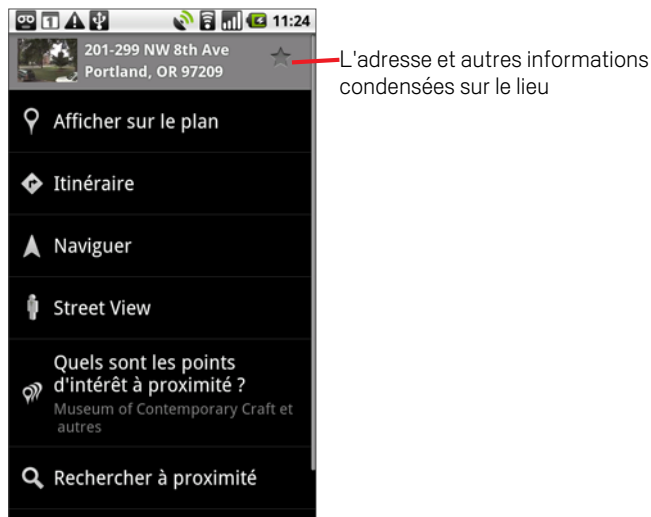 1 11:24
201-299 NW 8th Ave
Portland, OR 97209
L'adresse et autres informations
condensées sur le lieu
Afficher sur le plan
Itinéraire
Naviguer
Street View
Quels sont les points
d'intérêt à proximité ?
Museum of Contemporary Craft et
autres
Rechercher à proximité